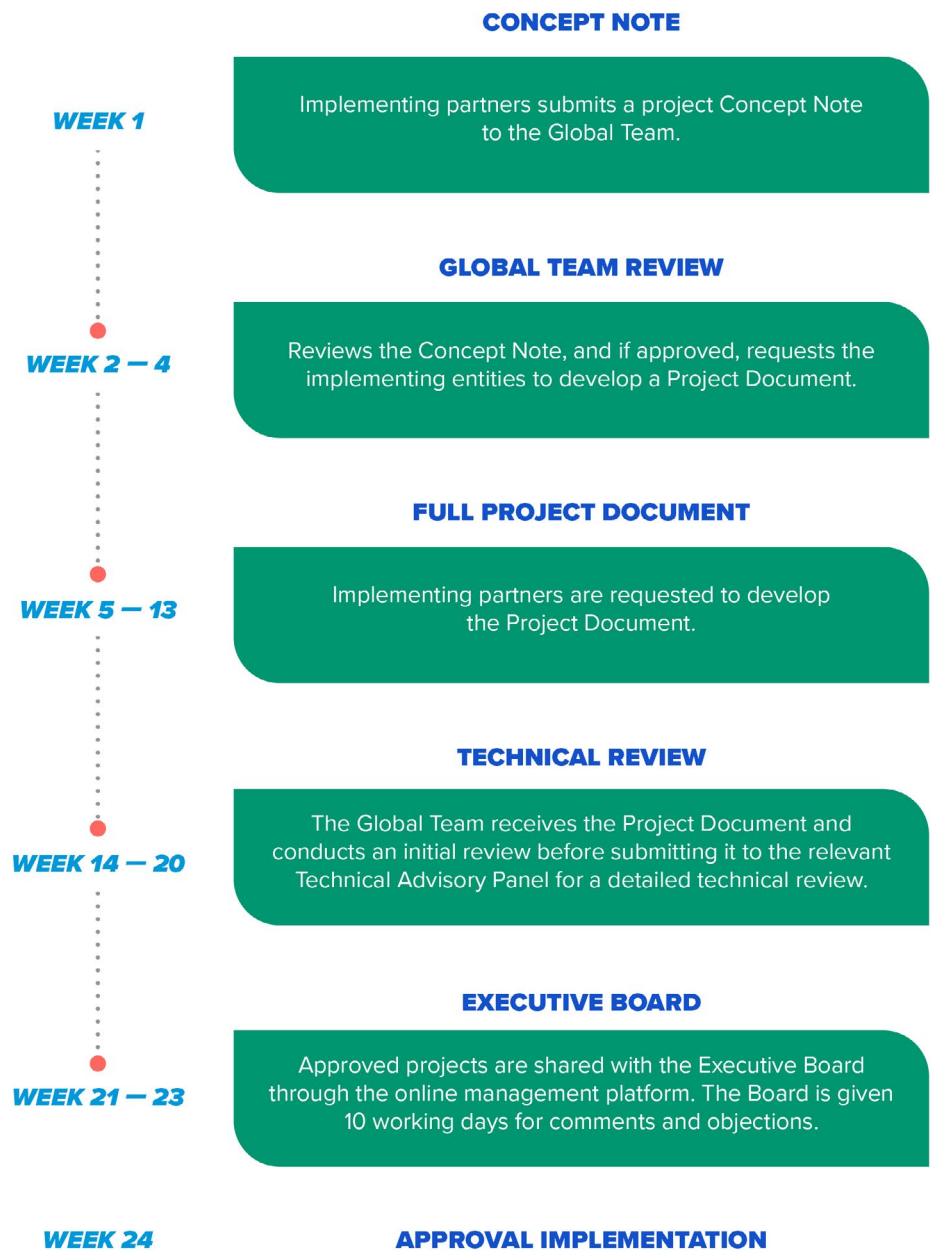 CONCEPT NOTE
WEEK 1
Implementing partners submits a project Concept Note
to the Global Team.
GLOBAL TEAM REVIEW
WEEK 2 — 4
Reviews the Concept Note, and if approved, requests the
implementing entities to develop a Project Document.
FULL PROJECT DOCUMENT
WEEK 5 — 13
Implementing partners are requested to develop
the Project Document.
TECHNICAL REVIEW
WEEK 14 — 20
The Global Team receives the Project Document and
conducts an initial review before submitting it to the relevant
Technical Advisory Panel for a detailed technical review.
EXECUTIVE BOARD
WEEK 21 — 23
Approved projects are shared with the Executive Board
through the online management platform. The Board is given
10 working days for comments and objections.
WEEK 24
APPROVAL IMPLEMENTATION